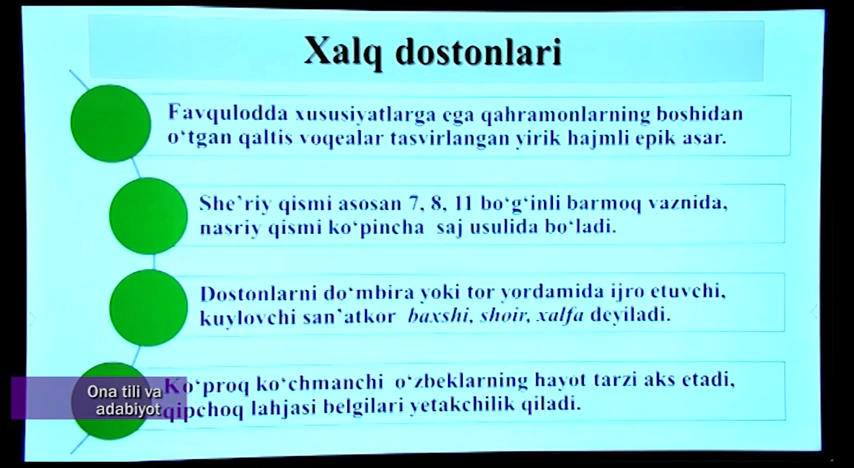 Xalq dostonlari
Favqulodda xususiyatlarga ega qahramonlarning boshidan
o‘tgan qaltis voqealar tasvirlangan yirik hajmli epik asar.
She’riy qismi asosan 7, 8, 11 bo‘g‘inli barmoq vaznida,
nasriy qismi ko‘pincha saj usulida bo‘ladi.
Dostonlarni do‘mbira yoki tor yordamida ijro etuvchi,
kuylovchi san’atkor baxshi, shoir, xalfa deyiladi.
Ko‘proq ko‘chmanchi o‘zbeklarning hayot tarzi aks etadi,
qipchoq lahjasi belgilari yetakchilik qiladi.
Ona tili va
adabiyot